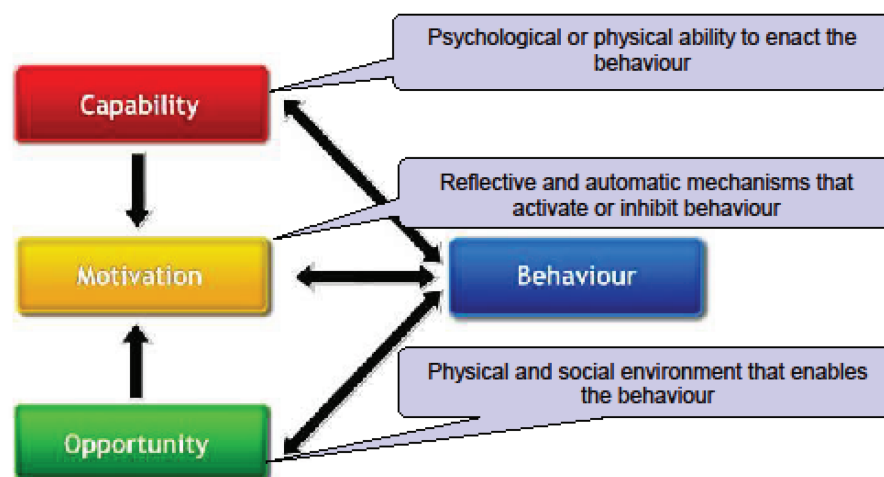 Psychological or physical ability to enact the
behaviour
Capability
Reflective and automatic mechanisms that
activate or inhibit behaviour
Motivation
Behaviour
Physical and social environment that enables
the behaviour
Opportunity